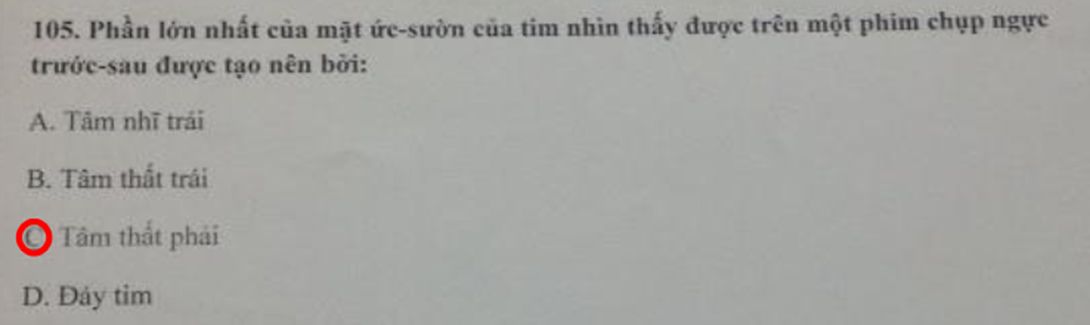 105. Phần lớn nhất của mặt ức-sườn của tim nhìn thấy được trên một phim chụp ngực
trước-sau được tạo nên bởi:
A. Tâm nhĩ trái
B. Tâm thất trái
C Tâm thất phải
D. Đáy tim